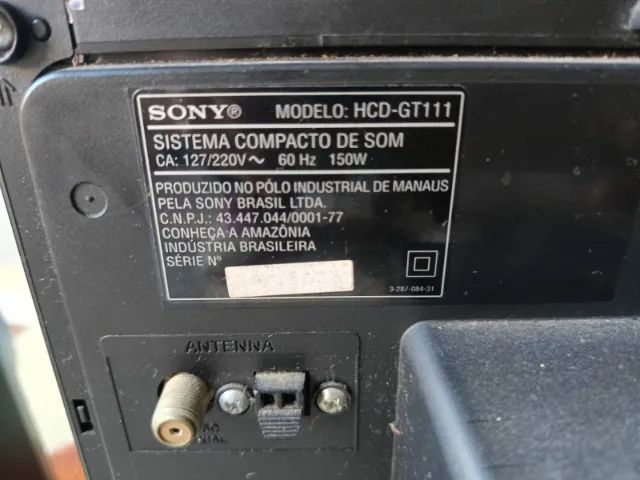 SONY® MODELO: HCD-GT111
SISTEMA COMPACTO DE SOM
CA: 127/220V ~ 60 Hz 150W
PRODUZIDO NO PÓLO INDUSTRIAL DE MANAUS
PELA SONY BRASIL LTDA.
C.N.P.J.: 43.447.044/0001-77
CONHEÇA A AMAZÔNIA
INDÚSTRIA BRASILEIRA
SÉRIE Nº
3-287-084-31
ANTENNA